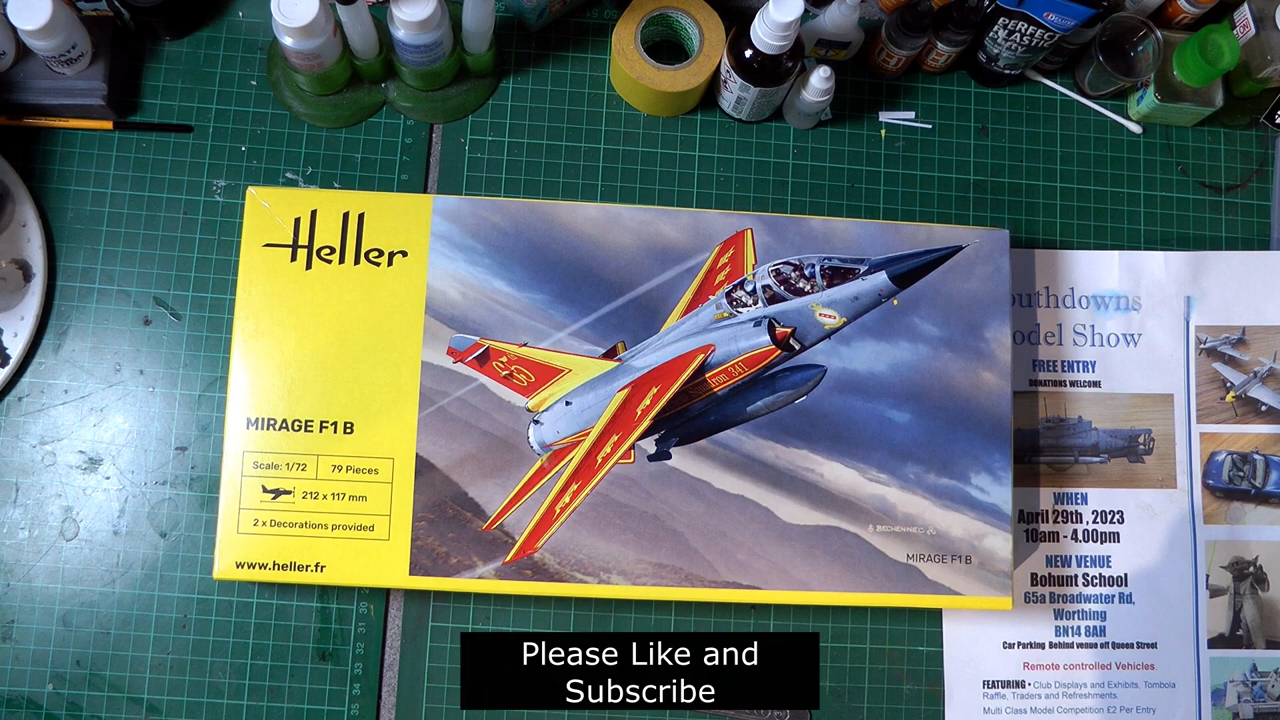 PERFECT
PLASTIC
Heller
MIRAGE F1 B
Scale: 1/72
79 Pieces
212 x 117 mm
2 x Decorations provided
www.heller.fr
341
BECHENNEC
MIRAGE F1 B
Model Show
FREE ENTRY
DONATIONS WELCOME
WHEN
April 29th , 2023
10am - 4.00pm
NEW VENUE
Bohunt School
65a Broadwater Rd,
Worthing
BN14 8AH
Car Parking Behind venue off Queen Street
Remote controlled Vehicles.
FEATURING • Club Displays and Exhibits, Tombola
Raffle, Traders and Refreshments.
Multi Class Model Competition £2 Per Entry
Please Like and
Subscribe